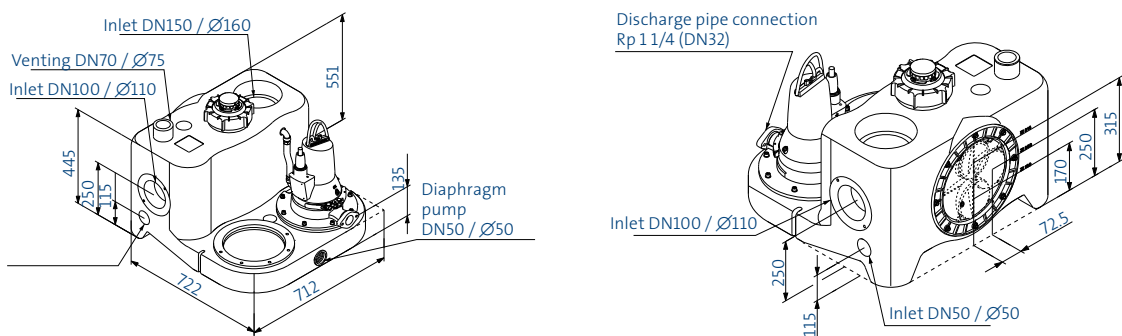 Inlet DN150 / Ø160
Venting DN70 / Ø75
Inlet DN100 / Ø110
551
445
250
115
135
Diaphragm
pump
DN50 / Ø50
722
712
Discharge pipe connection
Rp 1 1/4 (DN32)
315
250
170
72.5
Inlet DN100 / Ø110
250
115
Inlet DN50 / Ø50